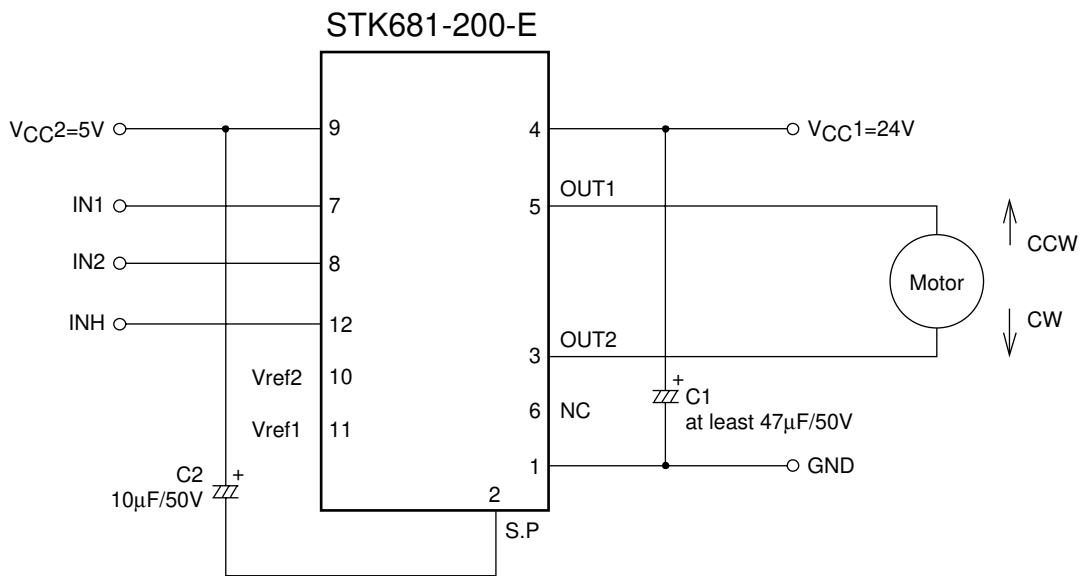 STK681-200-E
VCC2=5V
9
4
VCC1=24V
IN1
7
5
OUT1
CCW
IN2
8
Motor
INH
12
CW
3
OUT2
Vref2
10
+
C1
6
NC
at least 47μF/50V
Vref1
11
1
GND
C2
+
10μF/50V
2
S.P